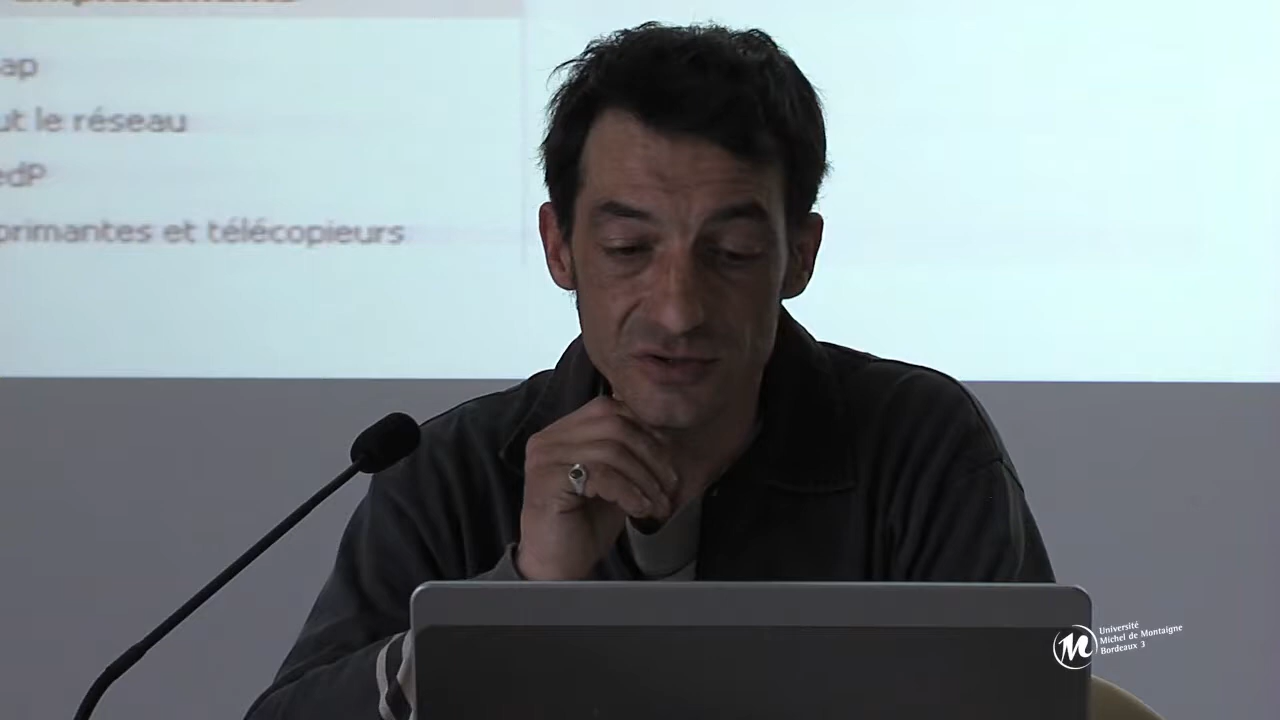 ap
ut le réseau
edP
primantes et télécopieurs
Université
Michel de Montaigne
Bordeaux 3